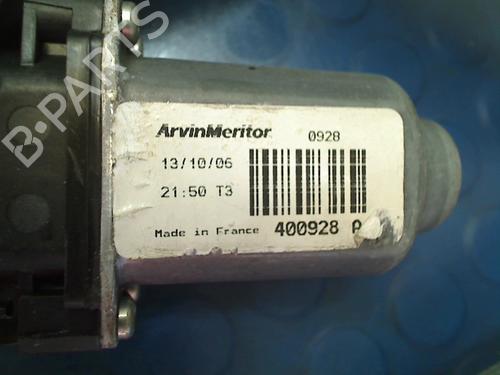 B-PARTS
ArvinMeritor 0928
13/10/06
21:50 T3
Made in France 400928 A